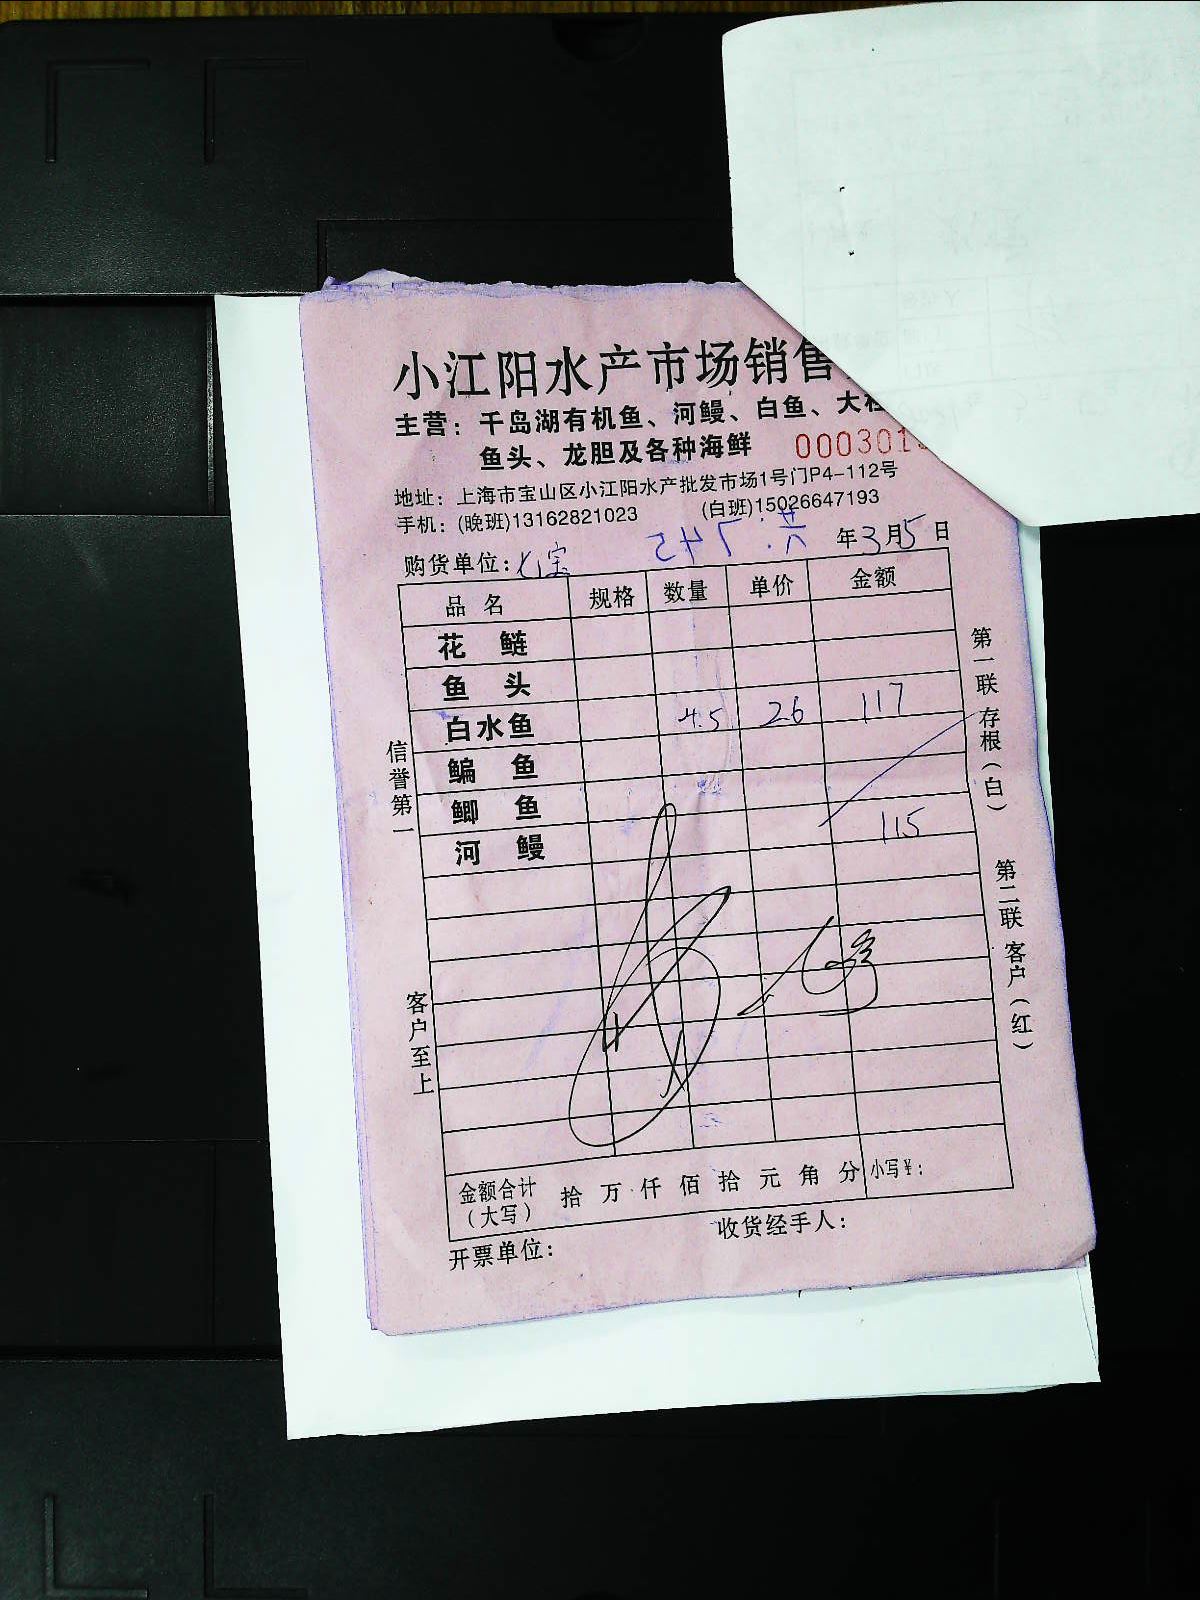 小江阳水产市场销售
主营：千岛湖有机鱼、河鳗、白鱼、大
鱼头、龙胆及各种海鲜 000301
地址：上海市宝山区小江阳水产批发市场1号门P4-112号
手机：(晚班)13162821023 (白班)15026647193
购货单位：七宝 年3月5日
品名 规格 数量 单价 金额
花鲢
鱼头
白水鱼 4.5 26 117
鳊鱼
鲫鱼
河鳗 115
金额合计（大写） 拾万仟佰拾元角分 小写￥：
开票单位： 收货经手人：
信誉第一
客户至上
第一联 存根（白）
第二联 客户（红）